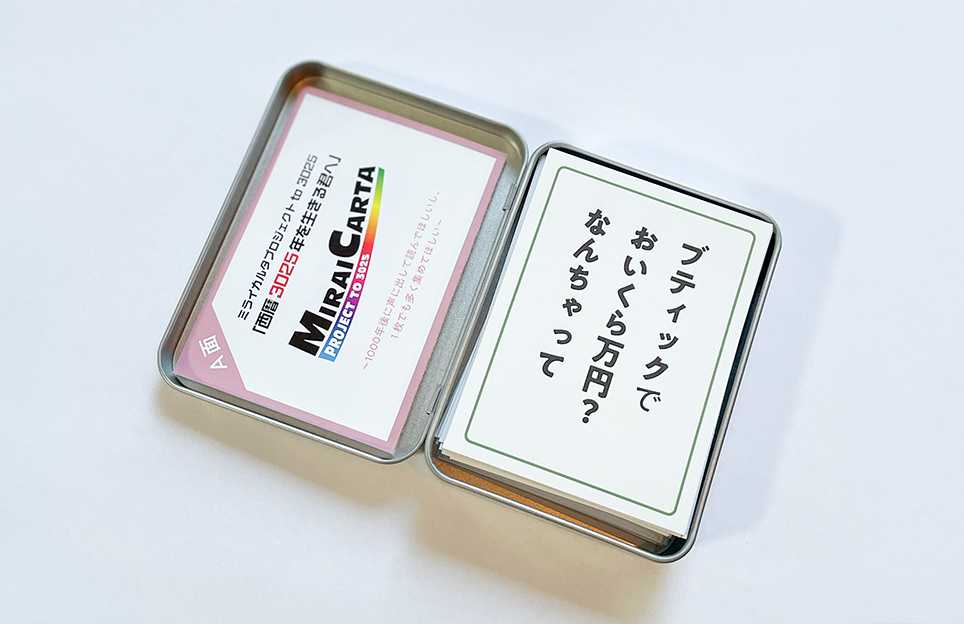 ミライカルタプロジェクト to 3025
「西暦3025年を生きる君へ」
MIRAI CARTA
PROJECT TO 3025
~1000年後に声に出して読んでほしいし、
1枚でも多く集めてほしい~
A面
ブティックで
おいくら万円?
なんちゃって